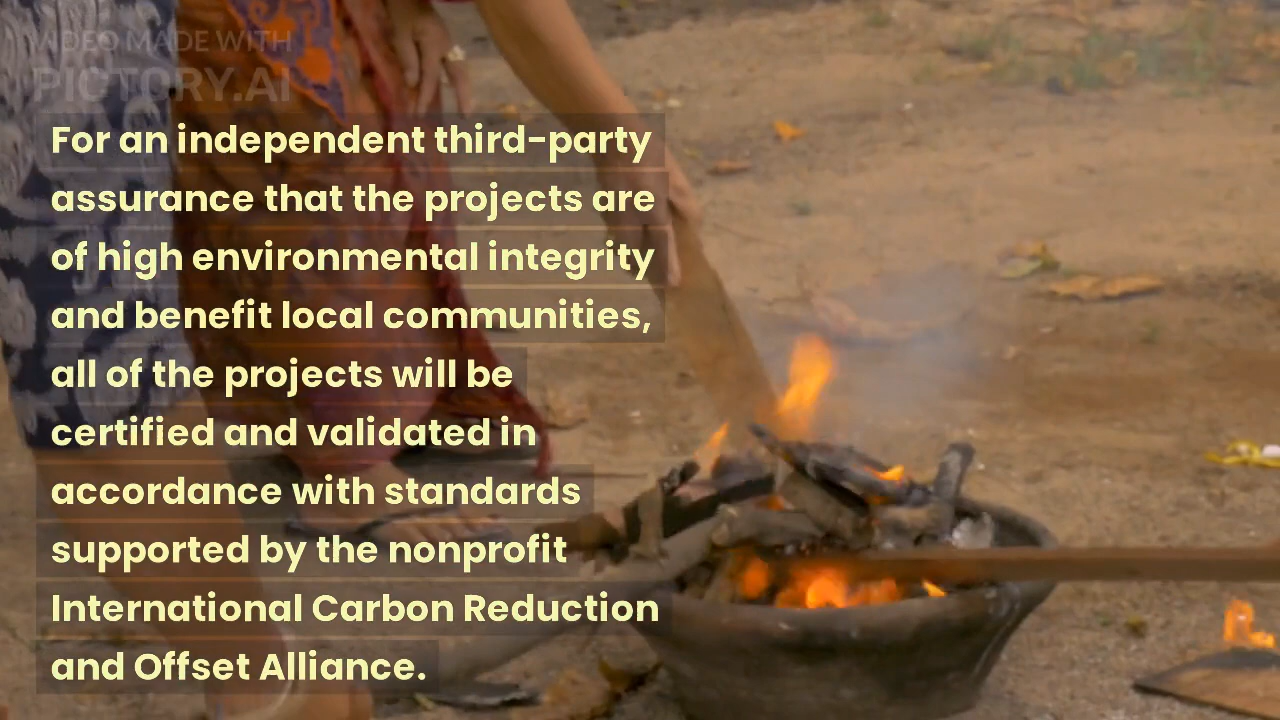 VIDEO MADE WITH
PICTORY.AI
For an independent third-party
assurance that the projects are
of high environmental integrity
and benefit local communities,
all of the projects will be
certified and validated in
accordance with standards
supported by the nonprofit
International Carbon Reduction
and Offset Alliance.